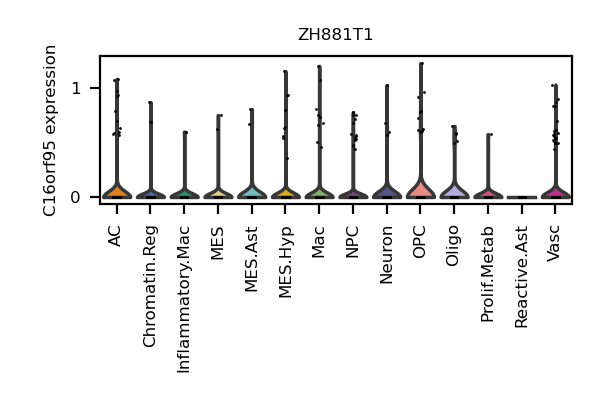 ZH881T1
C16orf95 expression
1
0
AC
Chromatin.Reg
Inflammatory.Mac
MES
MES.Ast
MES.Hyp
Mac
NPC
Neuron
OPC
Oligo
Prolif.Metab
Reactive.Ast
Vasc